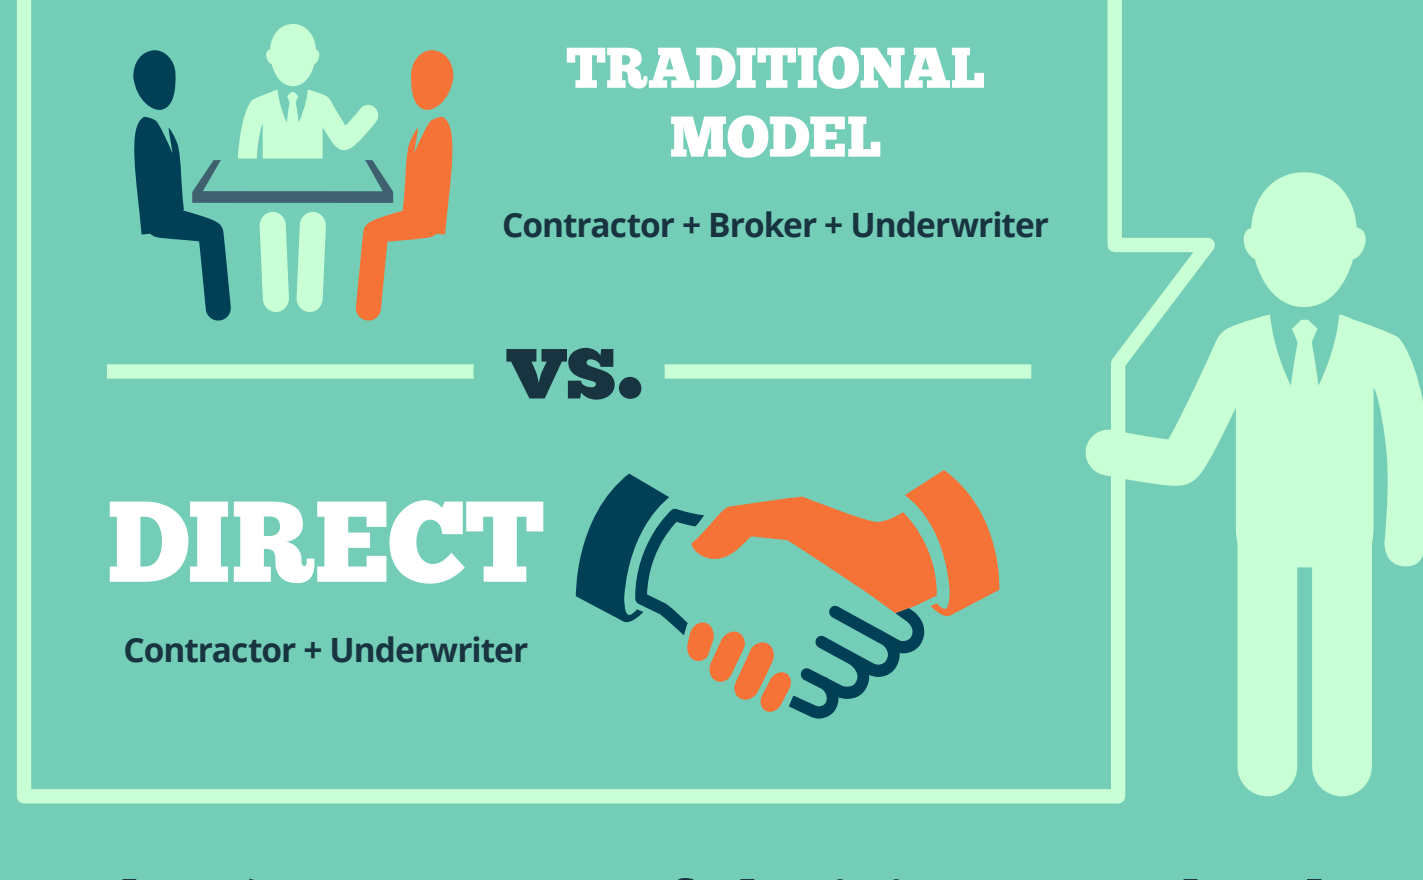 TRADITIONAL
MODEL
Contractor + Broker + Underwriter
VS.
DIRECT
Contractor + Underwriter